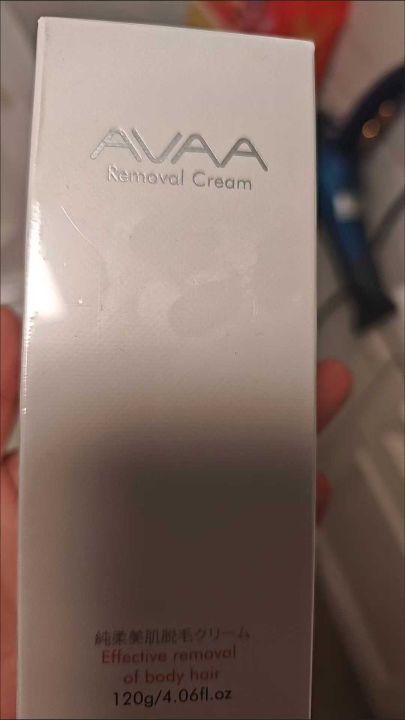 AVAA
Removal Cream
純柔美肌脱毛クリーム
Effective removal
of body hair
120g/4.06fl.oz